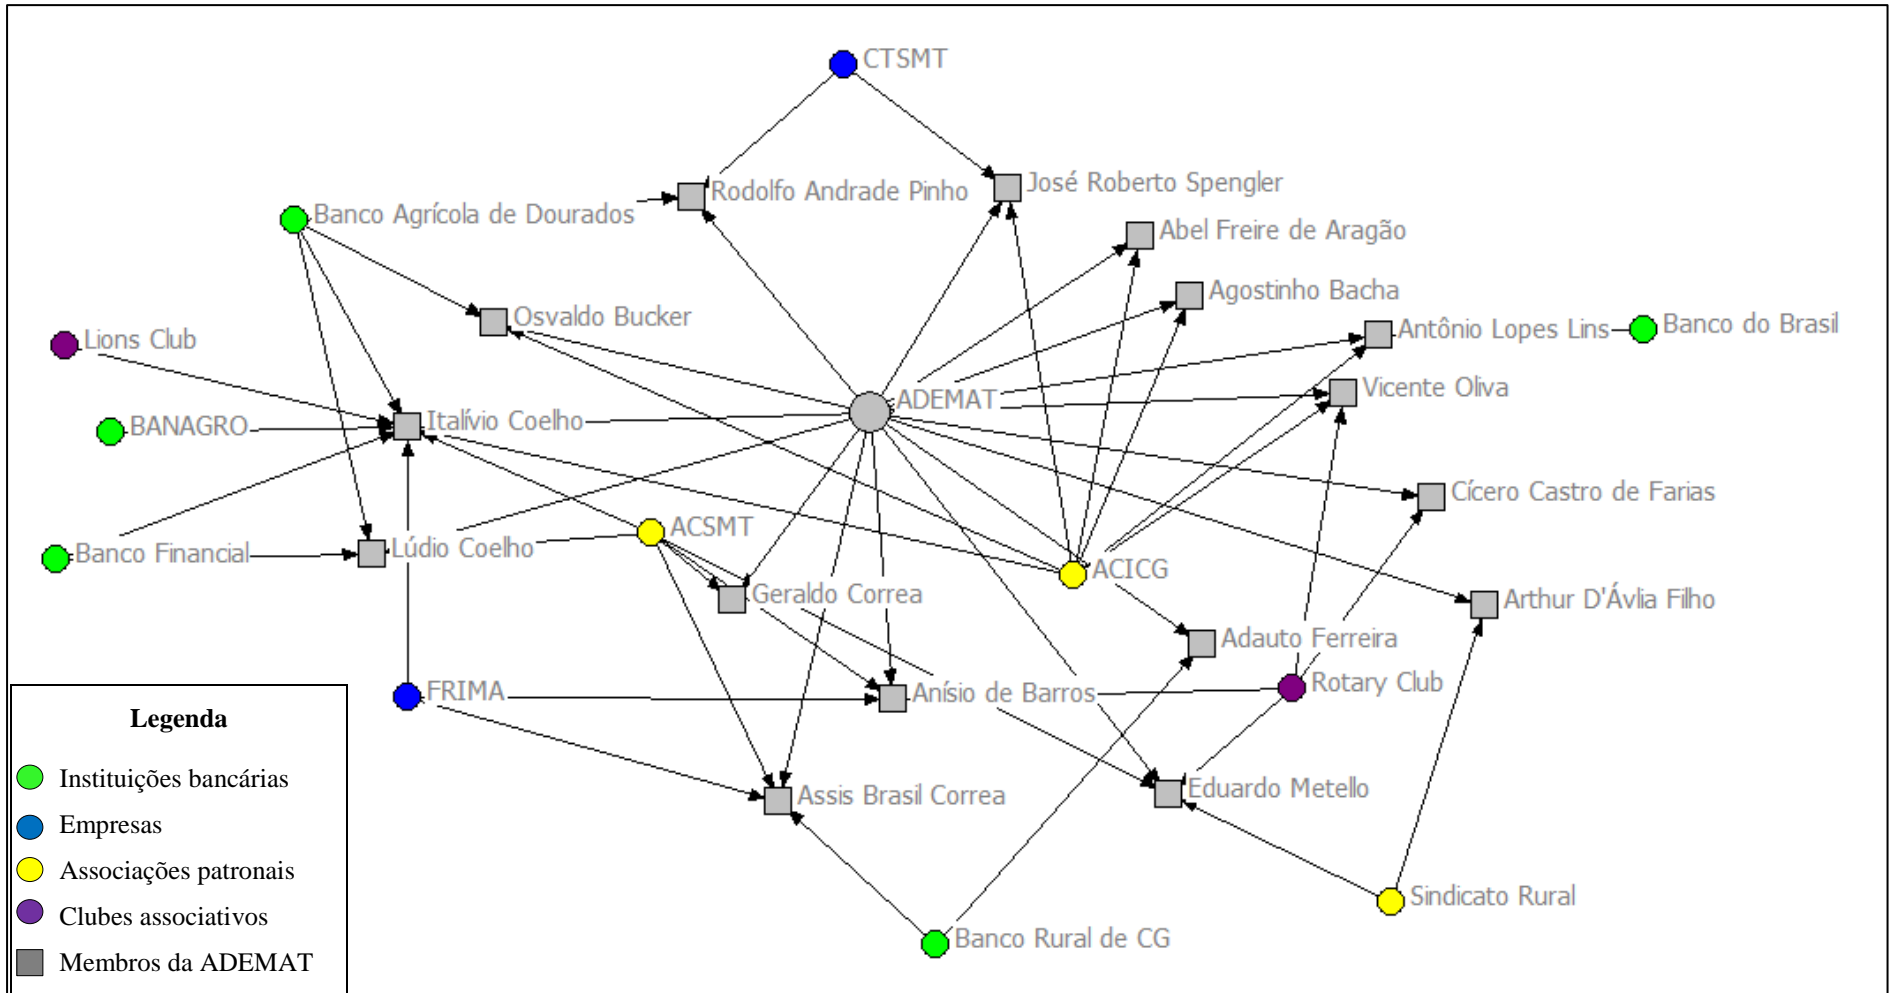 CTSMT
Rodolfo Andrade Pinho
José Roberto Spengler
Banco Agrícola de Dourados
Abel Freire de Aragão
Agostinho Bacha
Osvaldo Bucker
Antônio Lopes Lins
Banco do Brasil
Lions Club
ADEMAT
Vicente Oliva
BANAGRO
Italívio Coelho
Cícero Castro de Farias
ACSMT
Banco Financial
Lúdio Coelho
ACICG
Geraldo Correa
Arthur D'Ávlia Filho
Adauto Ferreira
FRIMA
Anísio de Barros
Rotary Club
Assis Brasil Correa
Eduardo Metello
Sindicato Rural
Banco Rural de CG
Legenda
Instituições bancárias
Empresas
Associações patronais
Clubes associativos
Membros da ADEMAT